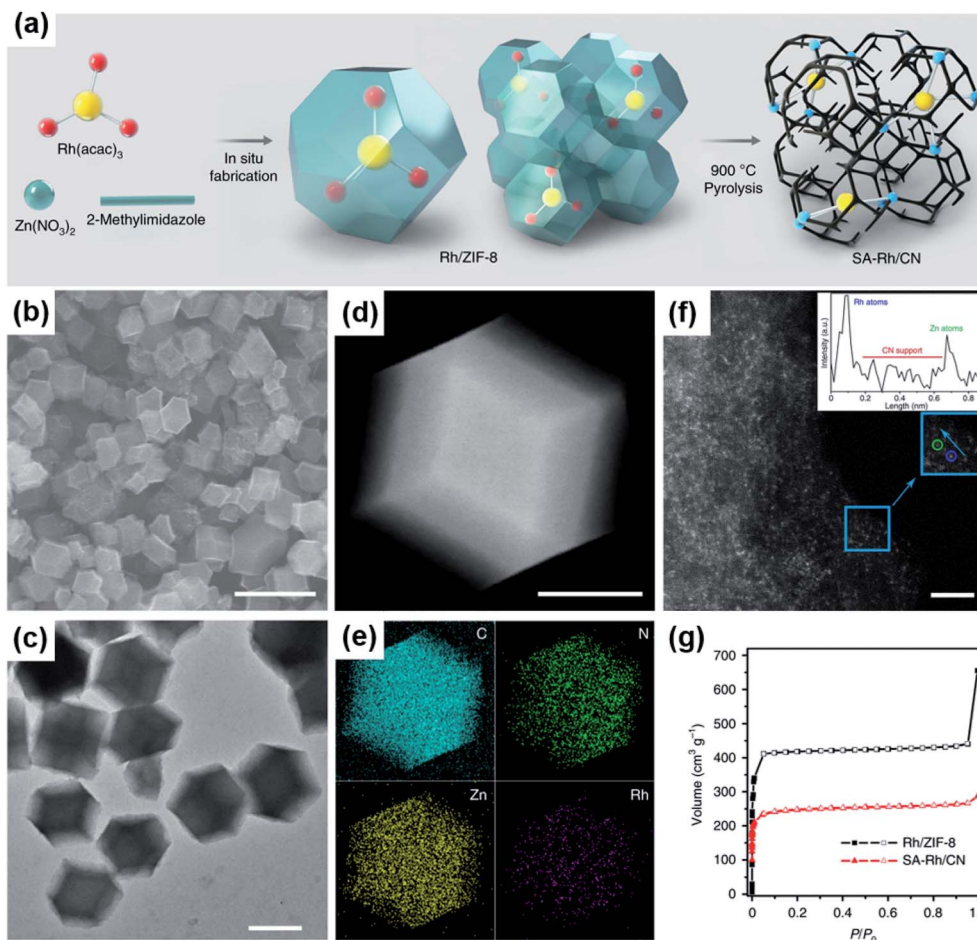 (a)
Rh(acac)₃
Zn(NO₃)₂
2-Methylimidazole
In situ
fabrication
Rh/ZIF-8
900 °C
Pyrolysis
SA-Rh/CN
(b)
(d)
(f)
Rh atoms
Zn atoms
CN support
Intensity (a.u.)
0 0.2 0.4 0.6 0.8
Length (nm)
(c)
(e)
C
N
Zn
Rh
(g)
700
600
500
400
300
200
100
0
Volume (cm³ g⁻¹)
Rh/ZIF-8
SA-Rh/CN
0.2 0.4 0.6 0.8
P/P₀